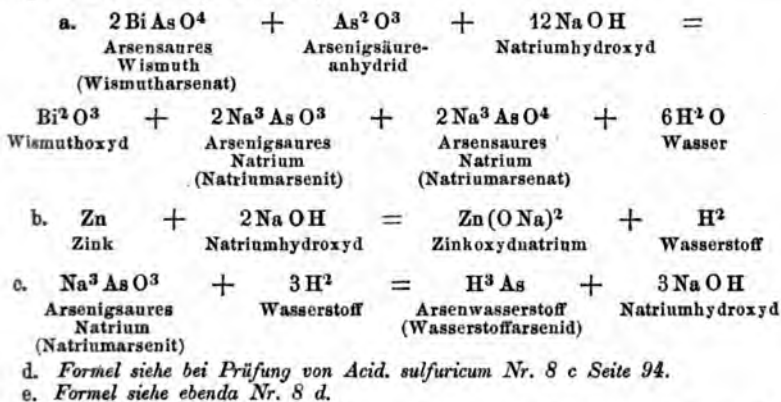 a. 2 Bi As O⁴ + As² O³ + 12 Na O H =
Arsensaures Arsenigsäure- Natriumhydroxyd
Wismuth anhydrid
(Wismutharsenat)
Bi² O³ + 2 Na³ As O³ + 2 Na³ As O⁴ + 6 H² O
Wismuthoxyd Arsenigsaures Arsensaures Wasser
Natrium Natrium
(Natriumarsenit) (Natriumarsenat)
b. Zn + 2 Na O H = Zn (O Na)² + H²
Zink Natriumhydroxyd Zinkoxydnatrium Wasserstoff
c. Na³ As O³ + 3 H² = H³ As + 3 Na O H
Arsenigsaures Wasserstoff Arsenwasserstoff Natriumhydroxyd
Natrium (Wasserstoffarsenid)
(Natriumarsenit)
d. Formel siehe bei Prüfung von Acid. sulfuricum Nr. 8 c Seite 94.
e. Formel siehe ebenda Nr. 8 d.